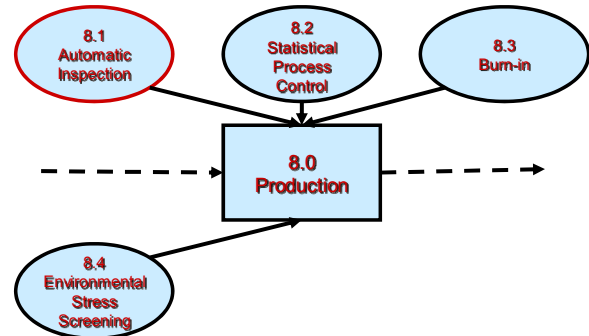 8.1
Automatic
Inspection
8.2
Statistical
Process
Control
8.3
Burn-in
8.0
Production
8.4
Environmental
Stress
Screening